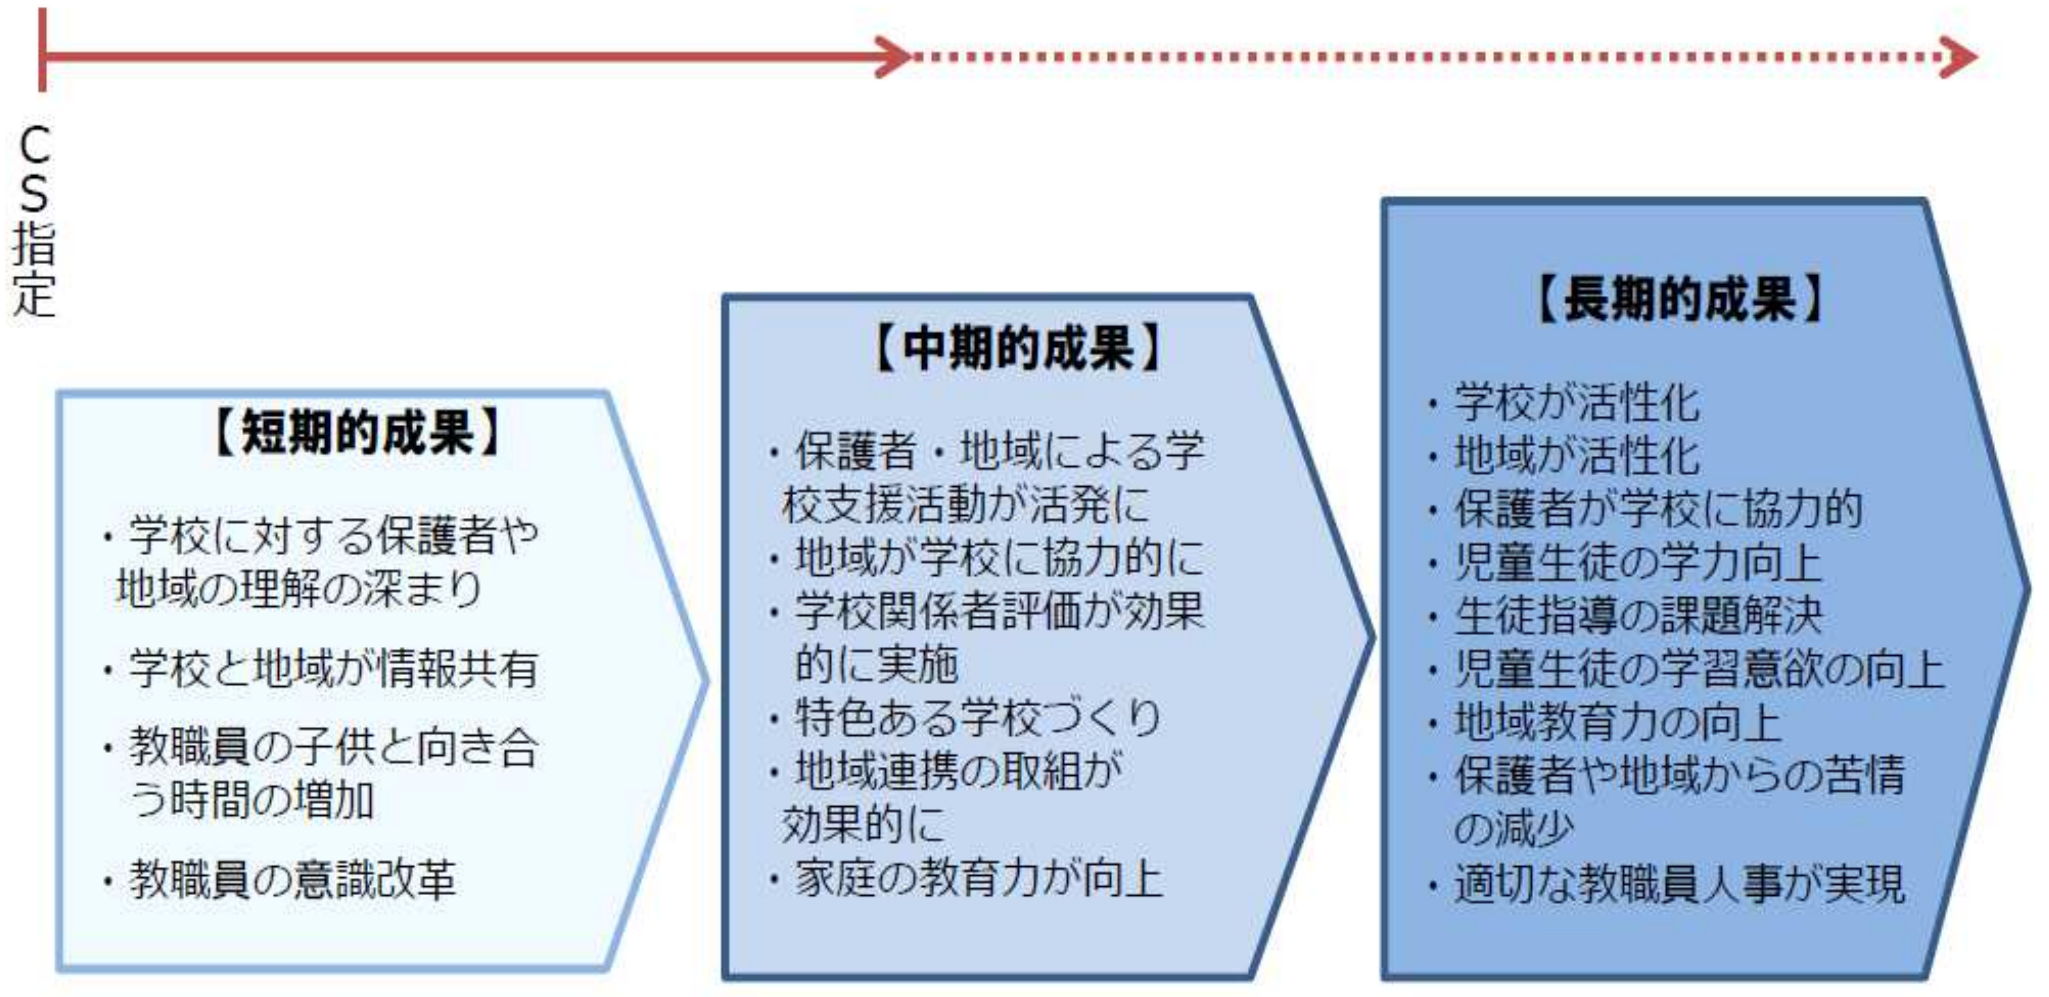 CS指定
【短期的成果】
・学校に対する保護者や
地域の理解の深まり
・学校と地域が情報共有
・教職員の子供と向き合
う時間の増加
・教職員の意識改革
【中期的成果】
・保護者・地域による学
校支援活動が活発に
・地域が学校に協力的に
・学校関係者評価が効果
的に実施
・特色ある学校づくり
・地域連携の取組が
効果的に
・家庭の教育力が向上
【長期的成果】
・学校が活性化
・地域が活性化
・保護者が学校に協力的
・児童生徒の学力向上
・生徒指導の課題解決
・児童生徒の学習意欲の向上
・地域教育力の向上
・保護者や地域からの苦情
の減少
・適切な教職員人事が実現